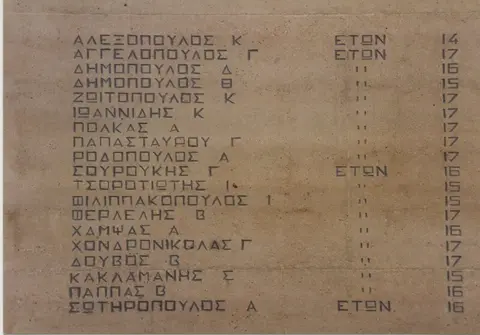 ΑΛΕΞΟΠΟΥΛΟΣ Κ ΕΤΩΝ 14
ΑΓΓΕΛΟΠΟΥΛΟΣ Γ ΕΤΩΝ 17
ΔΗΜΟΠΟΥΛΟΣ Δ " 16
ΔΗΜΟΠΟΥΛΟΣ Θ " 15
ΖΩΙΤΟΠΟΥΛΟΣ Κ " 17
ΙΩΑΝΝΙΔΗΣ Κ " 17
ΠΟΛΚΑΣ Α " 17
ΠΑΠΑΣΤΑΥΡΟΥ Γ " 17
ΡΟΔΟΠΟΥΛΟΣ Α " 17
ΣΟΥΡΟΥΚΗΣ Γ ΕΤΩΝ 16
ΤΣΟΡΟΤΙΩΤΗΣ Ι " 15
ΦΙΛΙΠΠΑΚΟΠΟΥΛΟΣ Ι " 15
ΦΕΡΛΕΛΗΣ Β " 17
ΧΑΜΨΑΣ Α " 16
ΧΟΝΔΡΟΝΙΚΟΛΑΣ Γ " 17
ΔΟΥΒΟΣ Β " 17
ΚΑΚΛΑΜΑΝΗΣ Σ " 15
ΠΑΠΠΑΣ Β " 16
ΣΩΤΗΡΟΠΟΥΛΟΣ Α ΕΤΩΝ 16